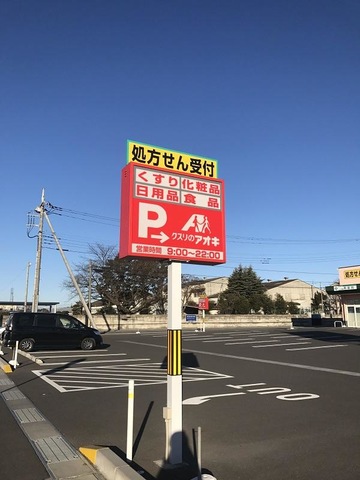 処方せん受付
くすり 化粧品
日用品 食品
P→ クスリのアオキ
営業時間 9:00~22:00
OUT